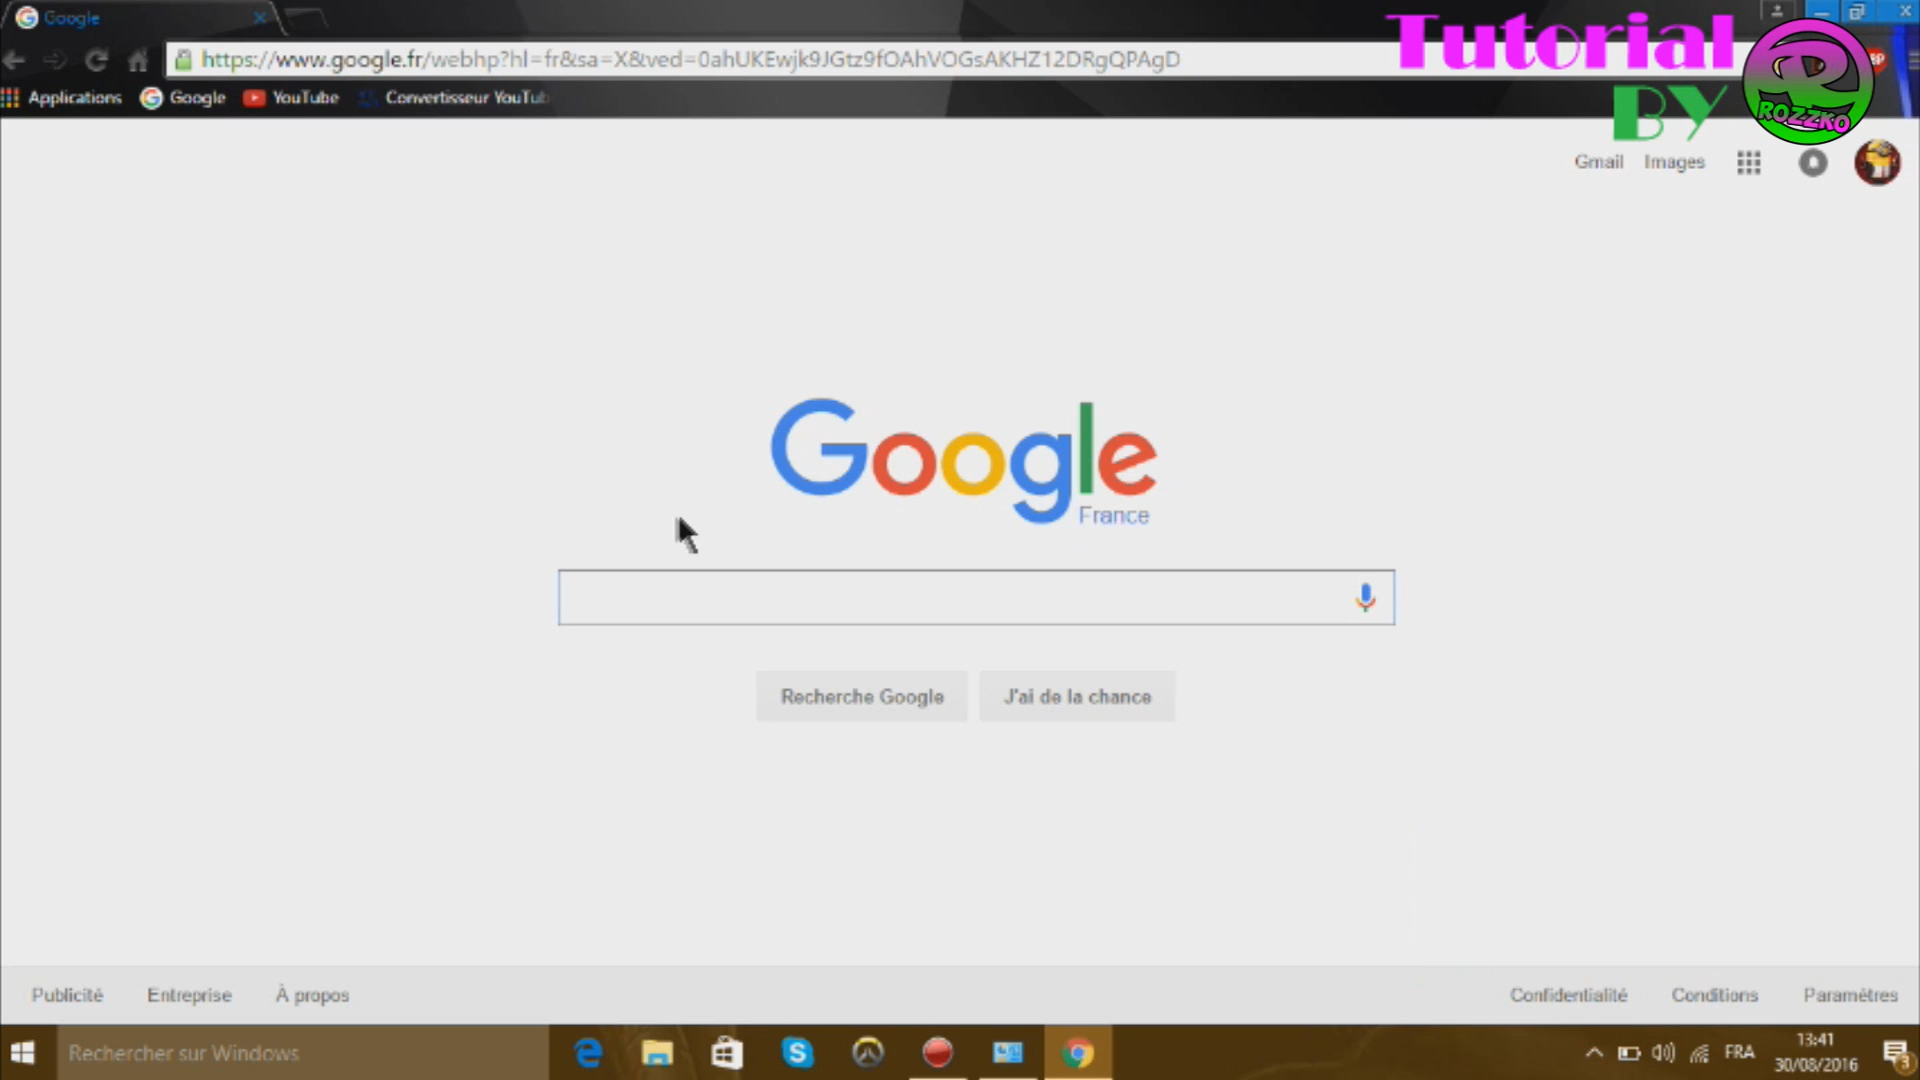 Google
Tutorial
https://www.google.fr/webhp?hl=fr&sa=X&ved=0ahUKEwjk9JGtz9fOAhVOGsAKHZ12DRgQPAgD
BY
ROZZKO
Applications
Google
YouTube
Convertisseur YouTub
Gmail
Images
Google
France
Recherche Google
J'ai de la chance
Publicité
Entreprise
À propos
Confidentialité
Conditions
Paramètres
Rechercher sur Windows
FRA
13:41
30/08/2016
3